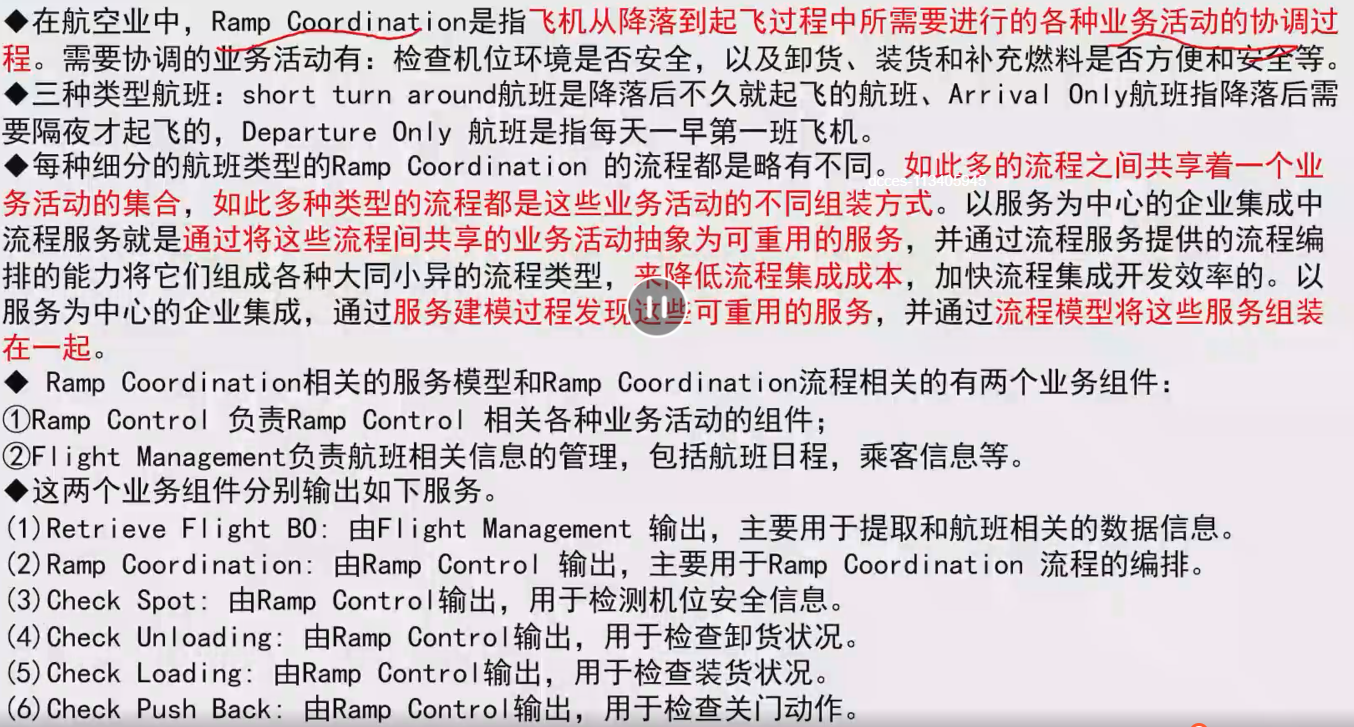 ◆在航空业中，Ramp Coordination是指飞机从降落到起飞过程中所需要进行的各种业务活动的协调过
程。需要协调的业务活动有：检查机位环境是否安全，以及卸货、装货和补充燃料是否方便和安全等。
◆三种类型航班：short turn around航班是降落后不久就起飞的航班、Arrival Only航班指降落后需
要隔夜才起飞的，Departure Only 航班是指每天一早第一班飞机。
◆每种细分的航班类型的Ramp Coordination 的流程都是略有不同。如此多的流程之间共享着一个业
务活动的集合，如此多种类型的流程都是这些业务活动的不同组装方式。以服务为中心的企业集成中
流程服务就是通过将这些流程间共享的业务活动抽象为可重用的服务，并通过流程服务提供的流程编
排的能力将它们组成各种大同小异的流程类型，来降低流程集成成本，加快流程集成开发效率的。以
服务为中心的企业集成，通过服务建模过程发现这些可重用的服务，并通过流程模型将这些服务组装
在一起。
◆ Ramp Coordination相关的服务模型和Ramp Coordination流程相关的有两个业务组件：
①Ramp Control 负责Ramp Control 相关各种业务活动的组件；
②Flight Management负责航班相关信息的管理，包括航班日程，乘客信息等。
◆这两个业务组件分别输出如下服务。
(1)Retrieve Flight BO: 由Flight Management 输出，主要用于提取和航班相关的数据信息。
(2)Ramp Coordination: 由Ramp Control 输出，主要用于Ramp Coordination 流程的编排。
(3)Check Spot: 由Ramp Control输出，用于检测机位安全信息。
(4)Check Unloading: 由Ramp Control输出，用于检查卸货状况。
(5)Check Loading: 由Ramp Control输出，用于检查装货状况。
(6)Check Push Back: 由Ramp Control输出，用于检查关门动作。